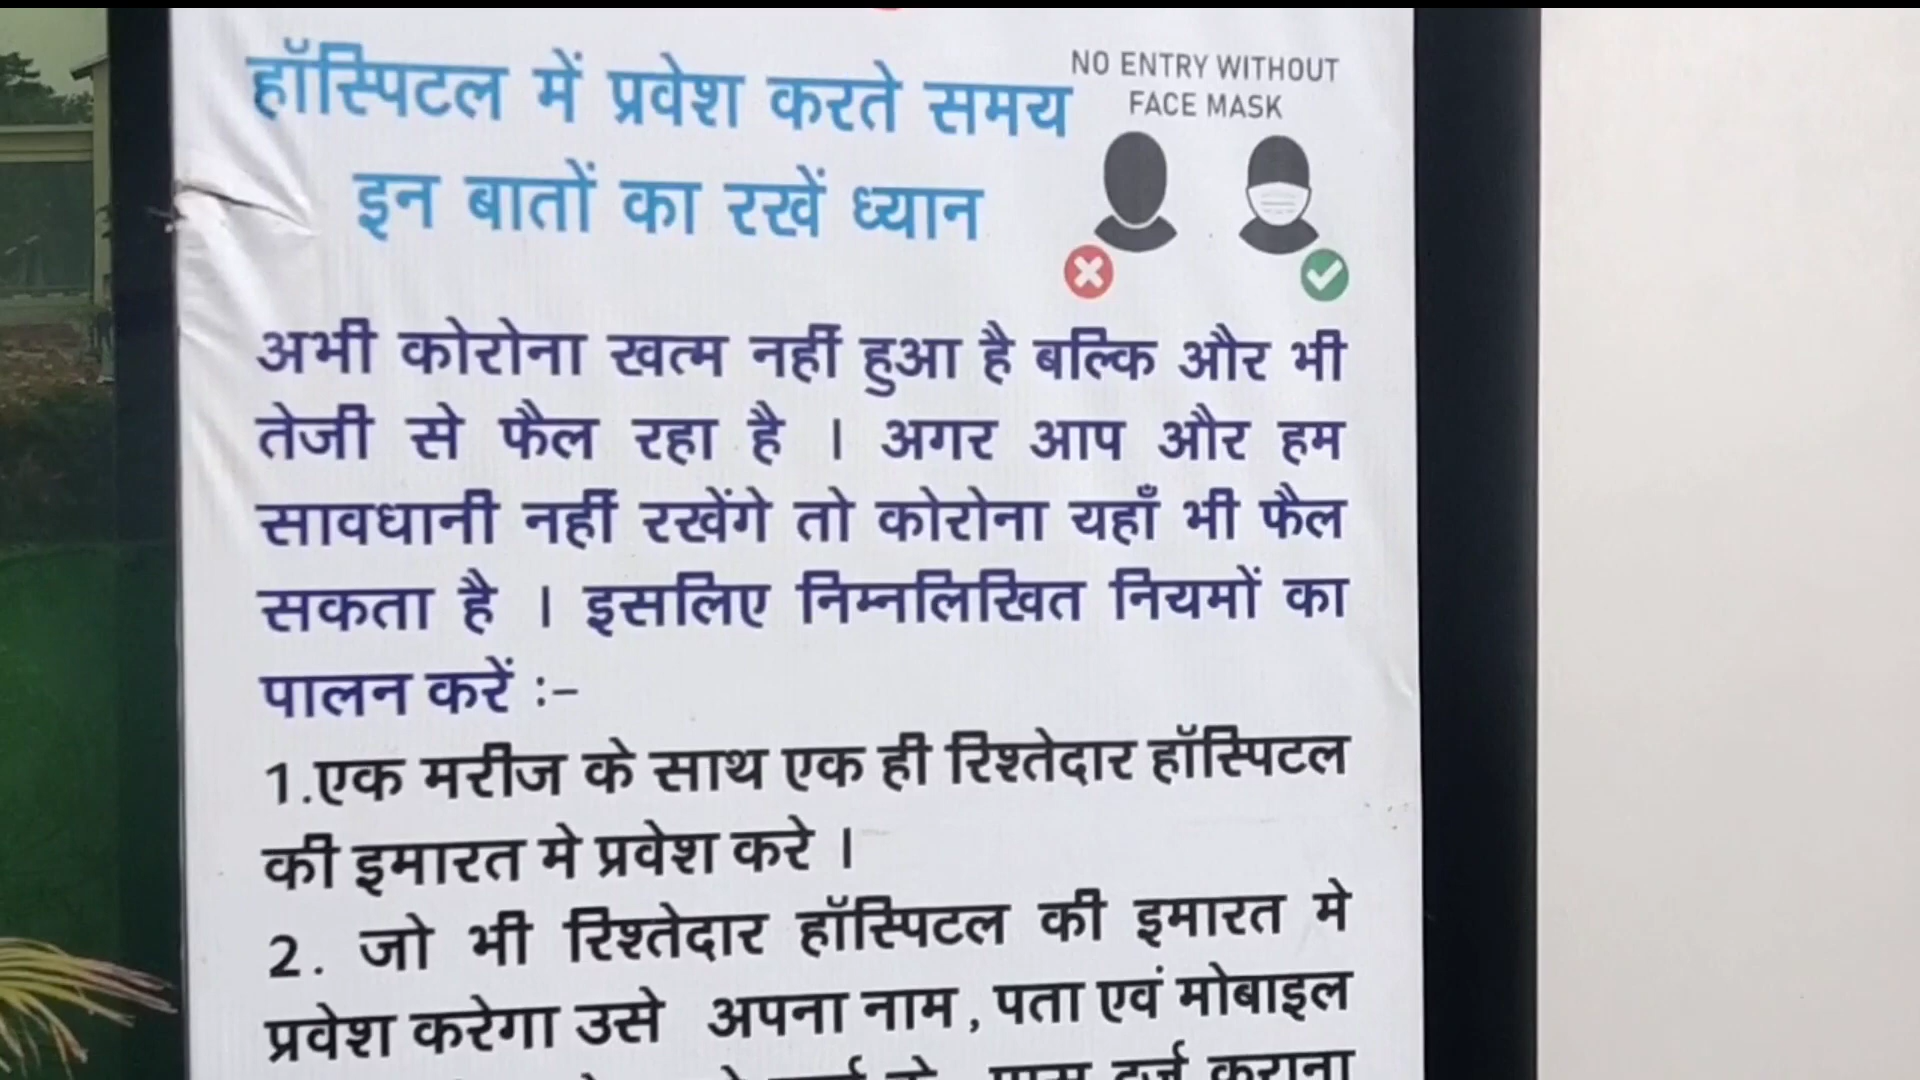 हॉस्पिटल में प्रवेश करते समय
इन बातों का रखें ध्यान
NO ENTRY WITHOUT
FACE MASK
अभी कोरोना खत्म नहीं हुआ है बल्कि और भी
तेजी से फैल रहा है । अगर आप और हम
सावधानी नहीं रखेंगे तो कोरोना यहाँ भी फैल
सकता है । इसलिए निम्नलिखित नियमों का
पालन करें :–
1.एक मरीज के साथ एक ही रिश्तेदार हॉस्पिटल
की इमारत मे प्रवेश करे ।
2. जो भी रिश्तेदार हॉस्पिटल की इमारत मे
प्रवेश करेगा उसे अपना नाम, पता एवं मोबाइल
पास दर्ज कराना